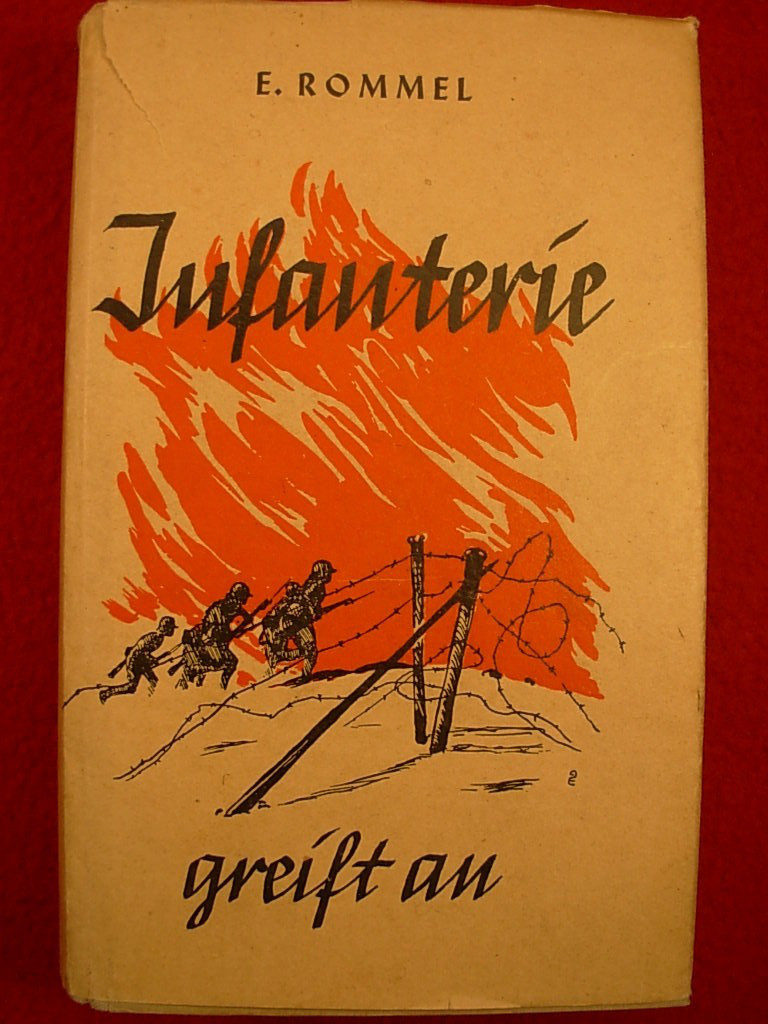 E. ROMMEL
Infanterie
greift an